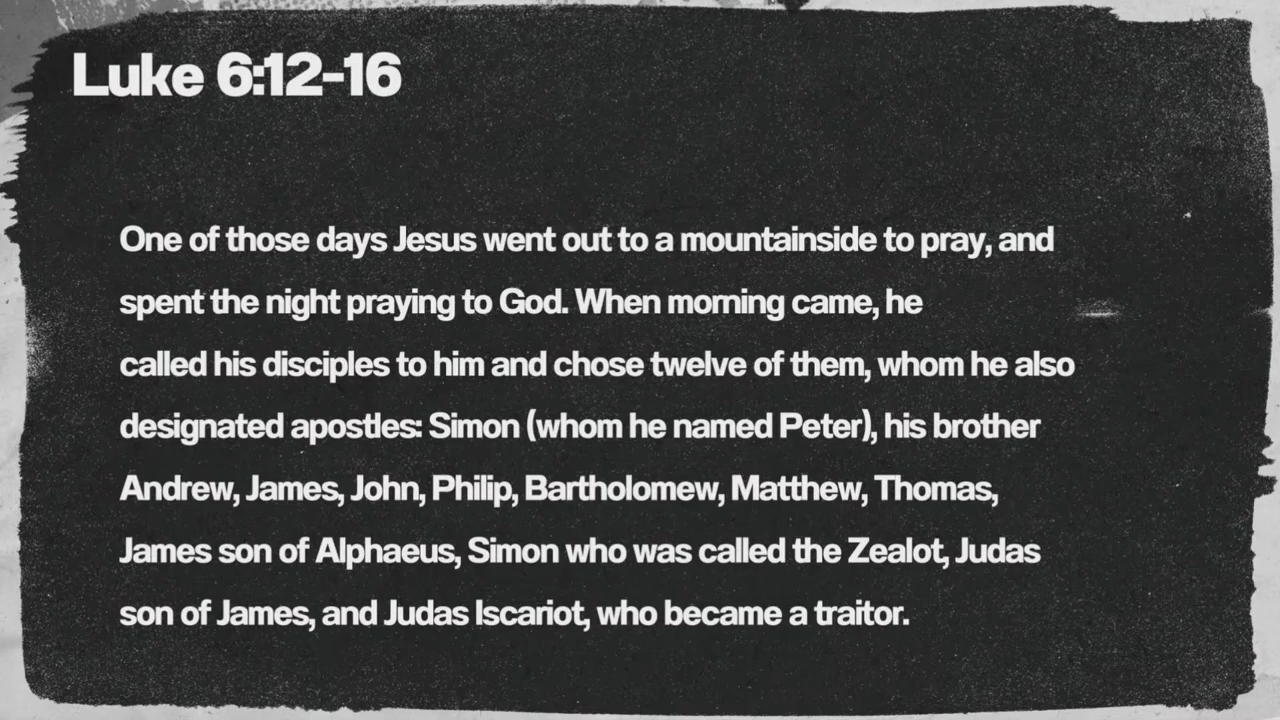 Luke 6:12-16
One of those days Jesus went out to a mountainside to pray, and
spent the night praying to God. When morning came, he
called his disciples to him and chose twelve of them, whom he also
designated apostles: Simon (whom he named Peter), his brother
Andrew, James, John, Philip, Bartholomew, Matthew, Thomas,
James son of Alphaeus, Simon who was called the Zealot, Judas
son of James, and Judas Iscariot, who became a traitor.